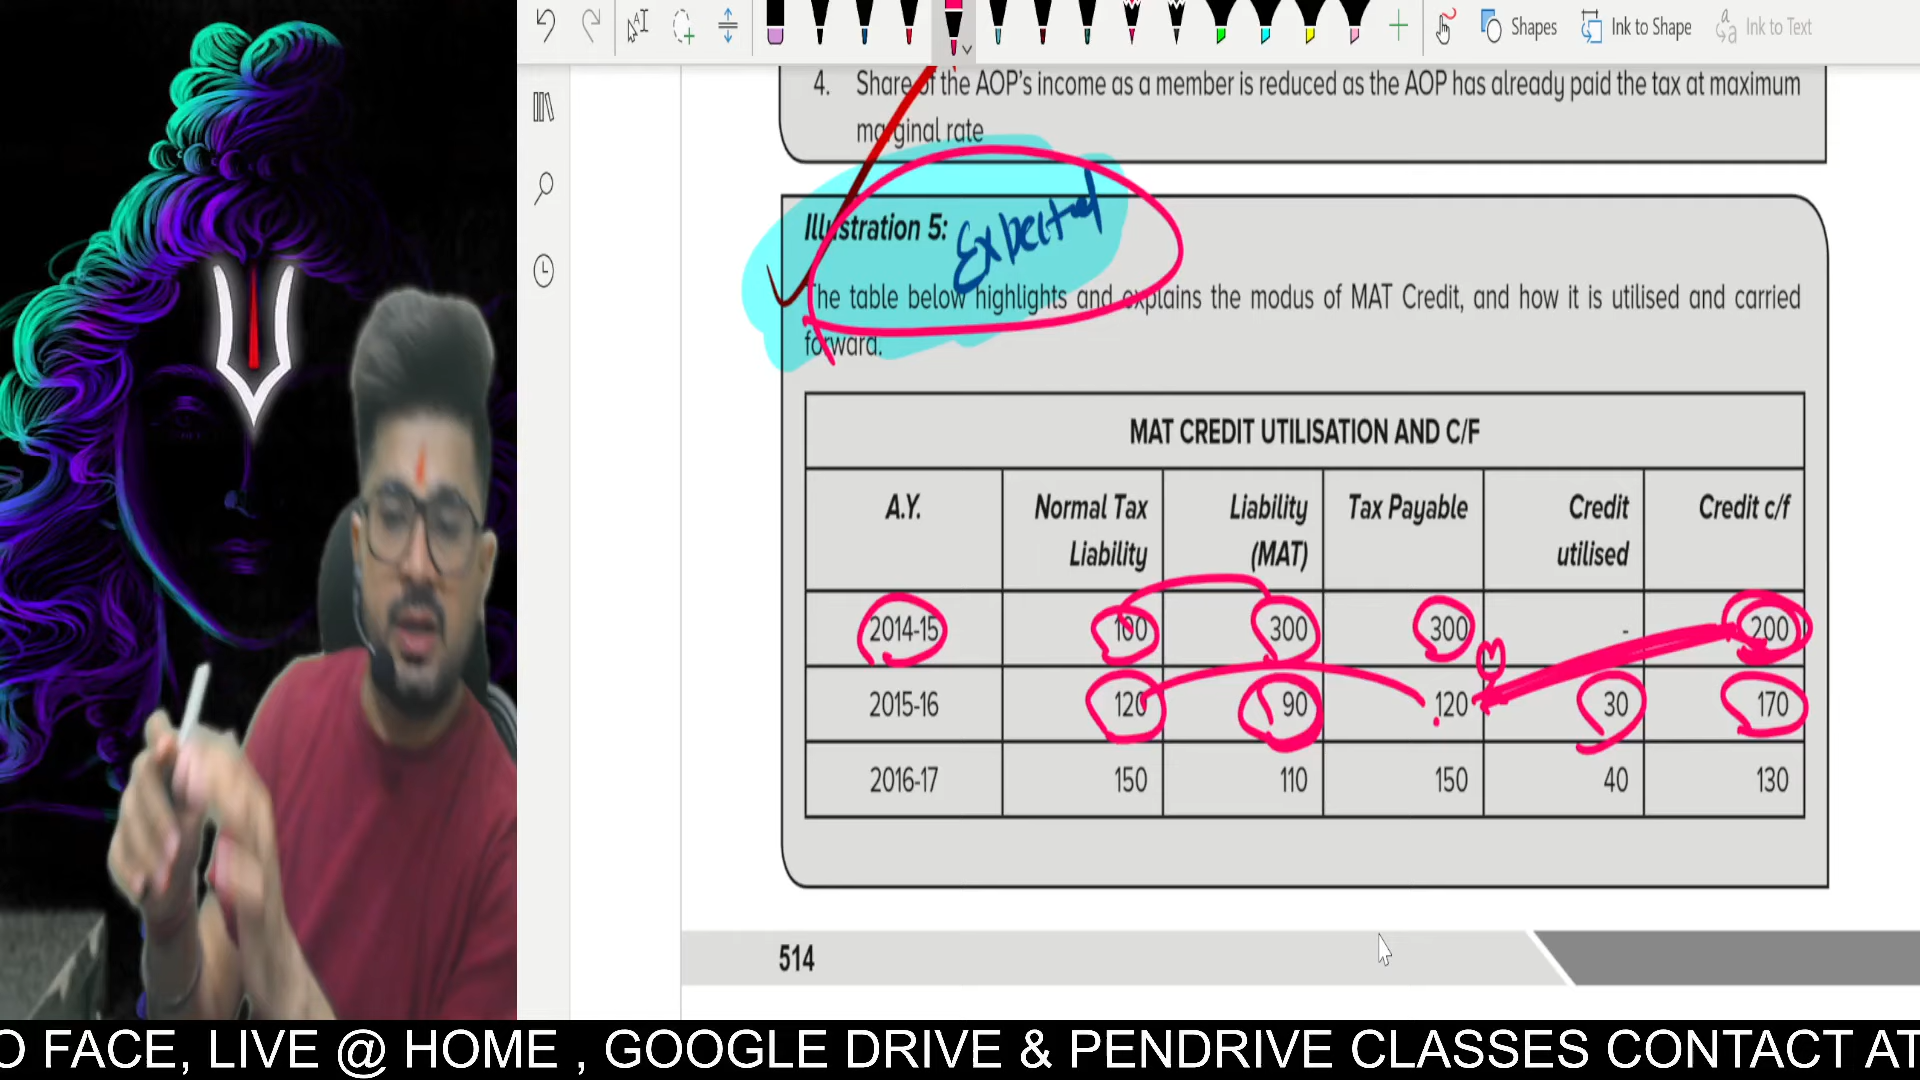 Shapes
Ink to Shape
Ink to Text
4. Share of the AOP's income as a member is reduced as the AOP has already paid the tax at maximum
marginal rate
Illustration 5:
Expected
The table below highlights and explains the modus of MAT Credit, and how it is utilised and carried
forward.
MAT CREDIT UTILISATION AND C/F
A.Y. Normal Tax Liability Liability (MAT) Tax Payable Credit utilised Credit c/f
2014-15 100 300 300 - 200
2015-16 120 90 120 30 170
2016-17 150 110 150 40 130
514
O FACE, LIVE @ HOME , GOOGLE DRIVE & PENDRIVE CLASSES CONTACT AT